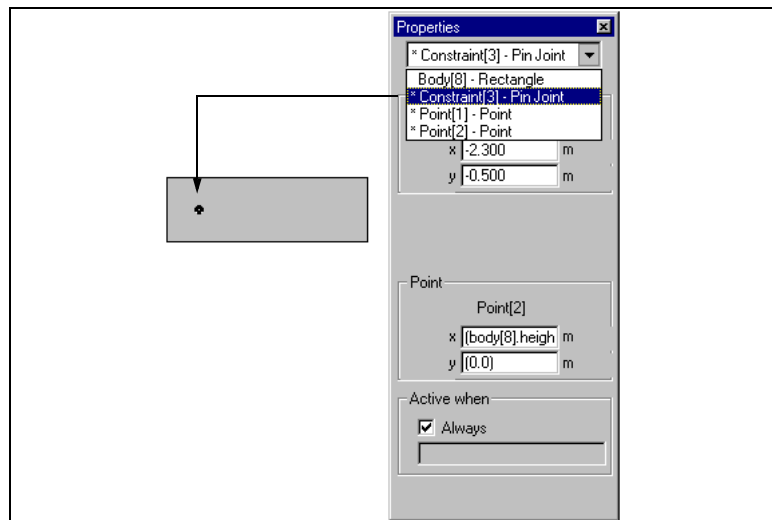 Properties
* Constraint[3] - Pin Joint
Body[8] - Rectangle
* Constraint[3] - Pin Joint
* Point[1] - Point
* Point[2] - Point
x -2.300 m
y -0.500 m
Point
Point[2]
x (body[8].heigh m
y (0.0) m
Active when
Always